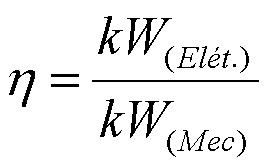 η = kW(Elét.) / kW(Mec)